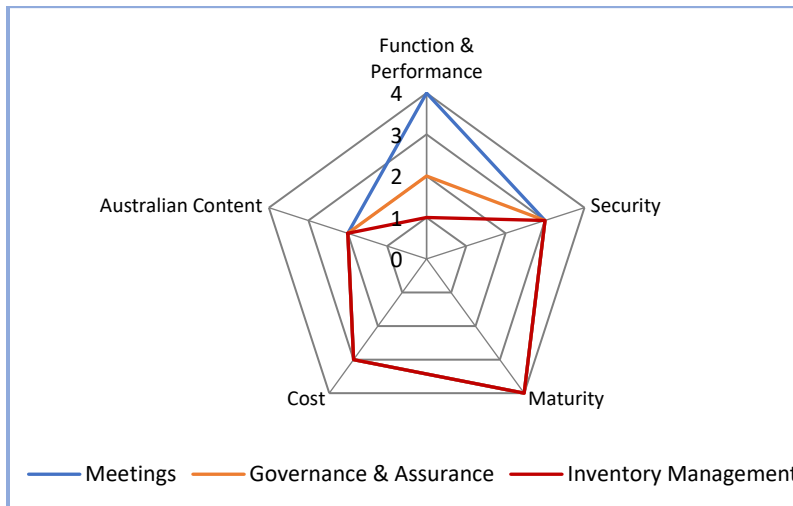 Function &
Performance
4
3
2
1
0
Australian Content
Security
Cost
Maturity
Meetings
Governance & Assurance
Inventory Management